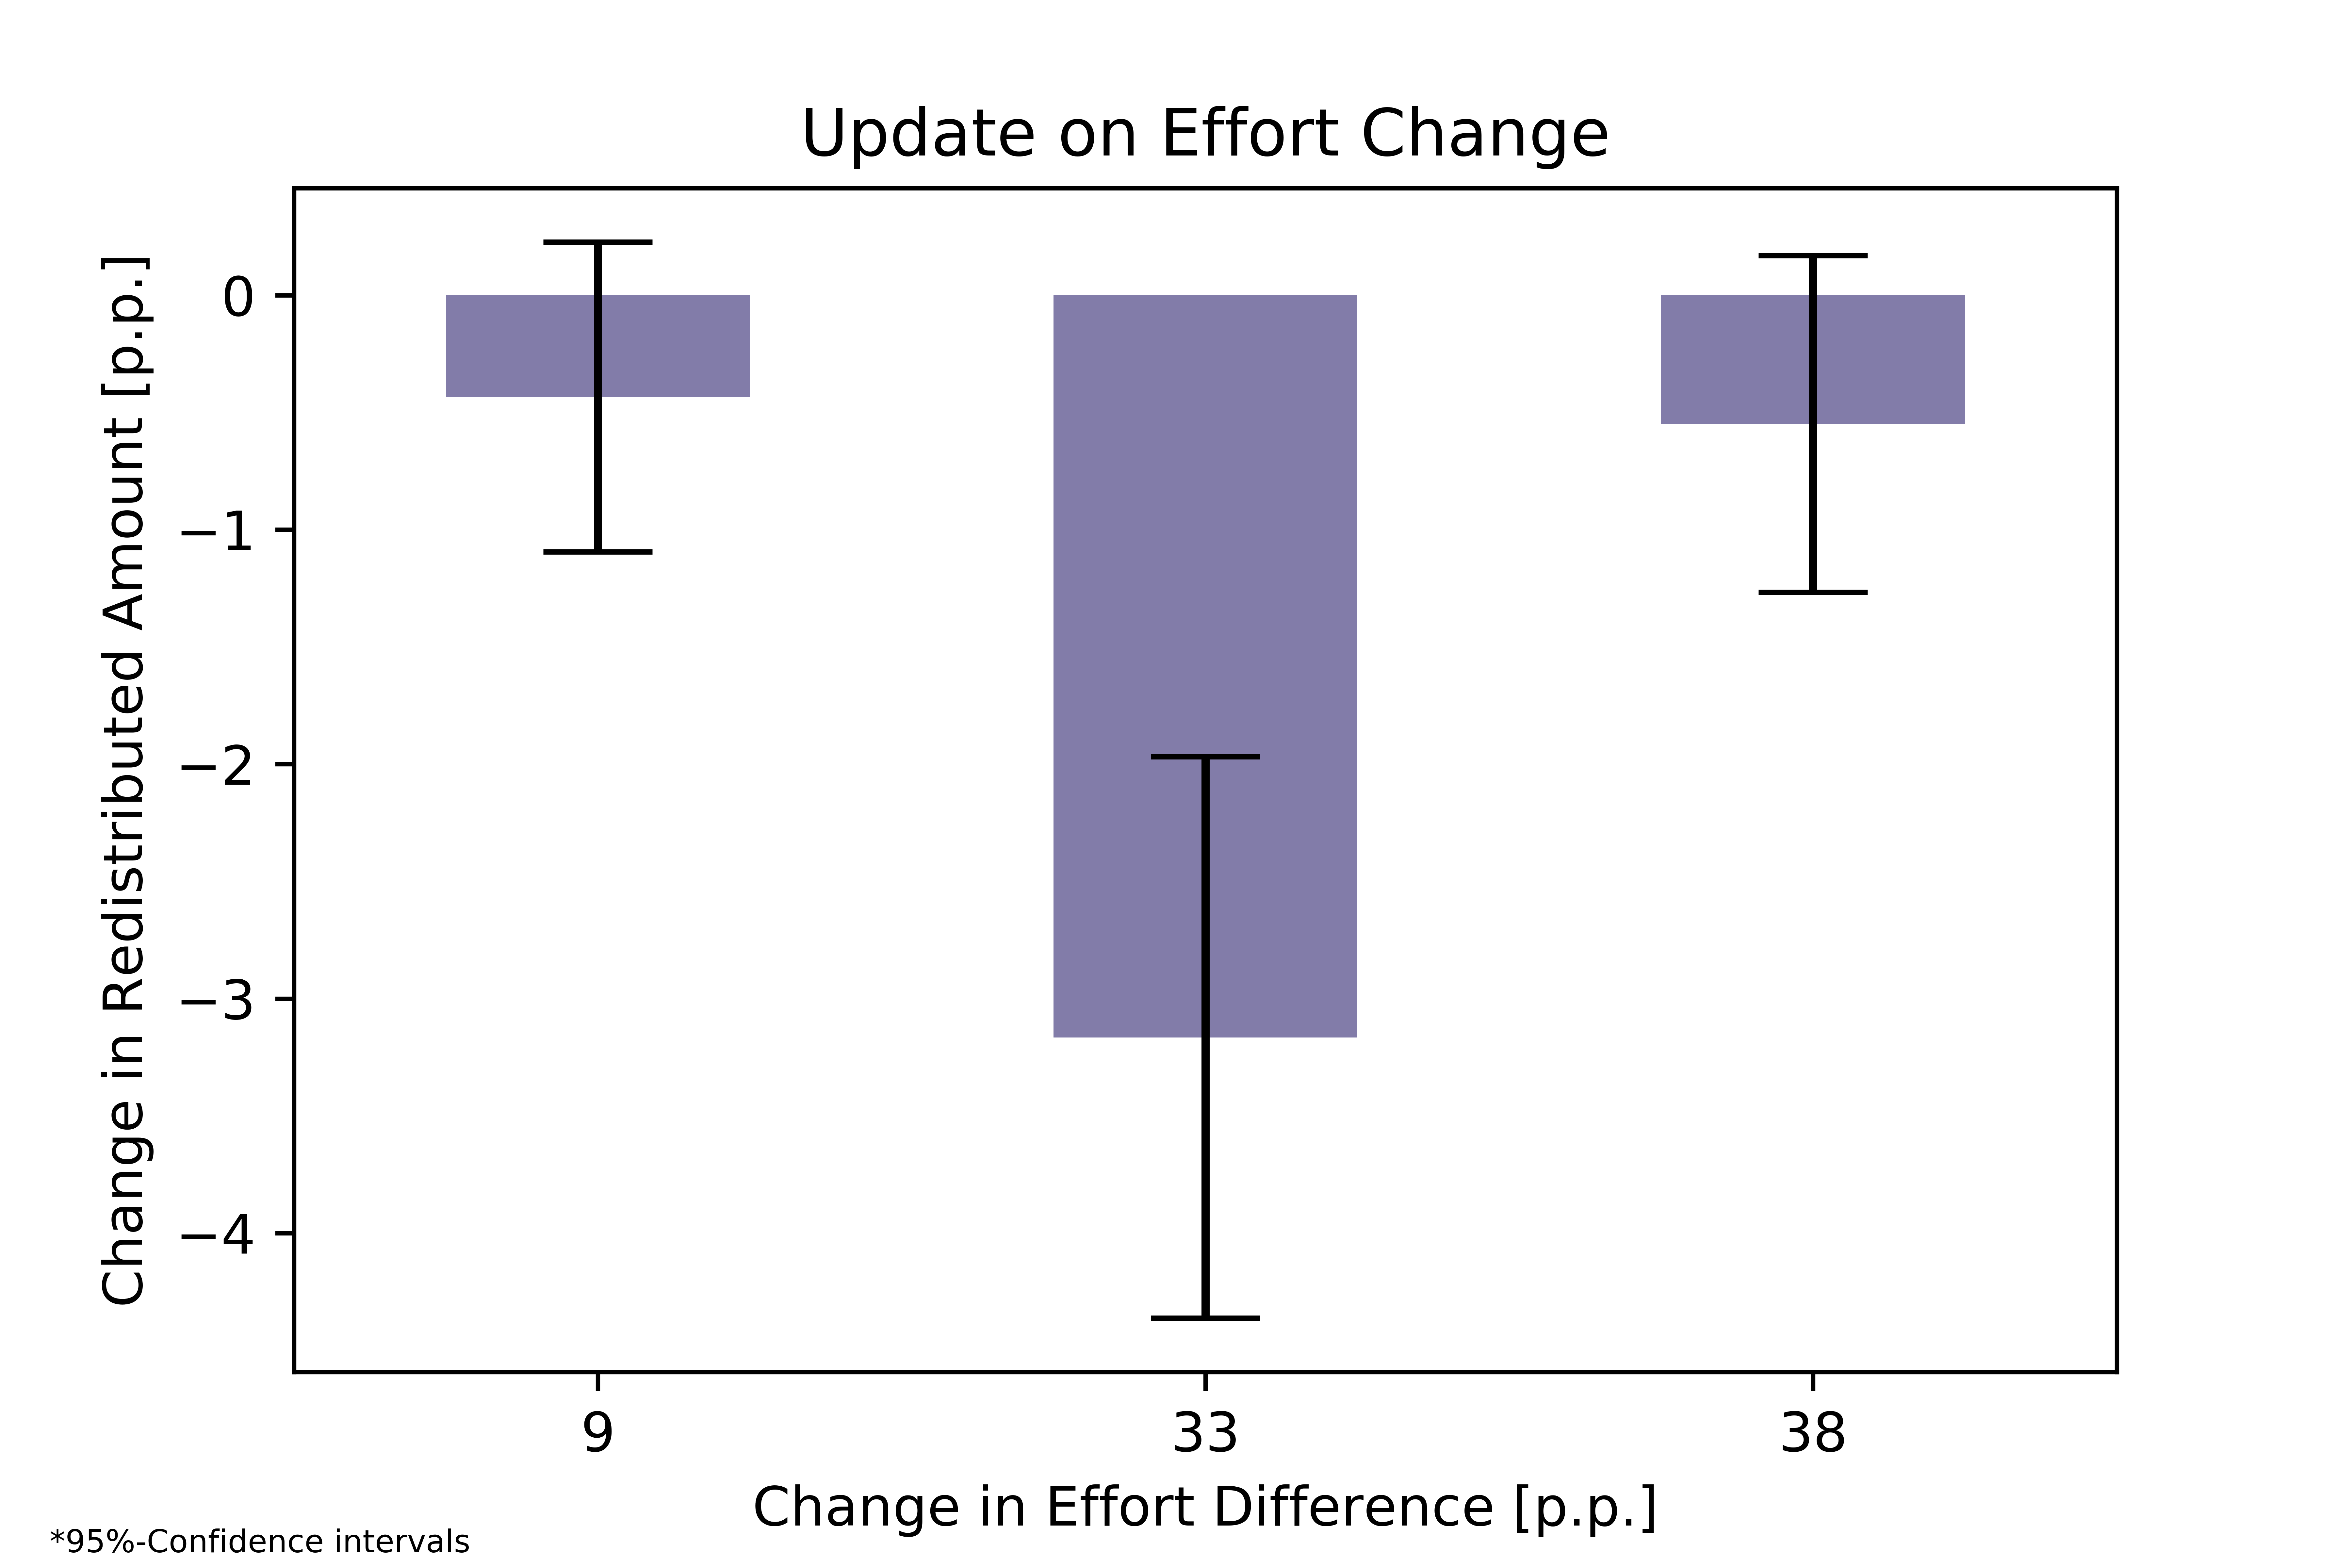 Update on Effort Change
Change in Redistributed Amount [p.p.]
0
−1
−2
−3
−4
9 33 38
Change in Effort Difference [p.p.]
*95%-Confidence intervals